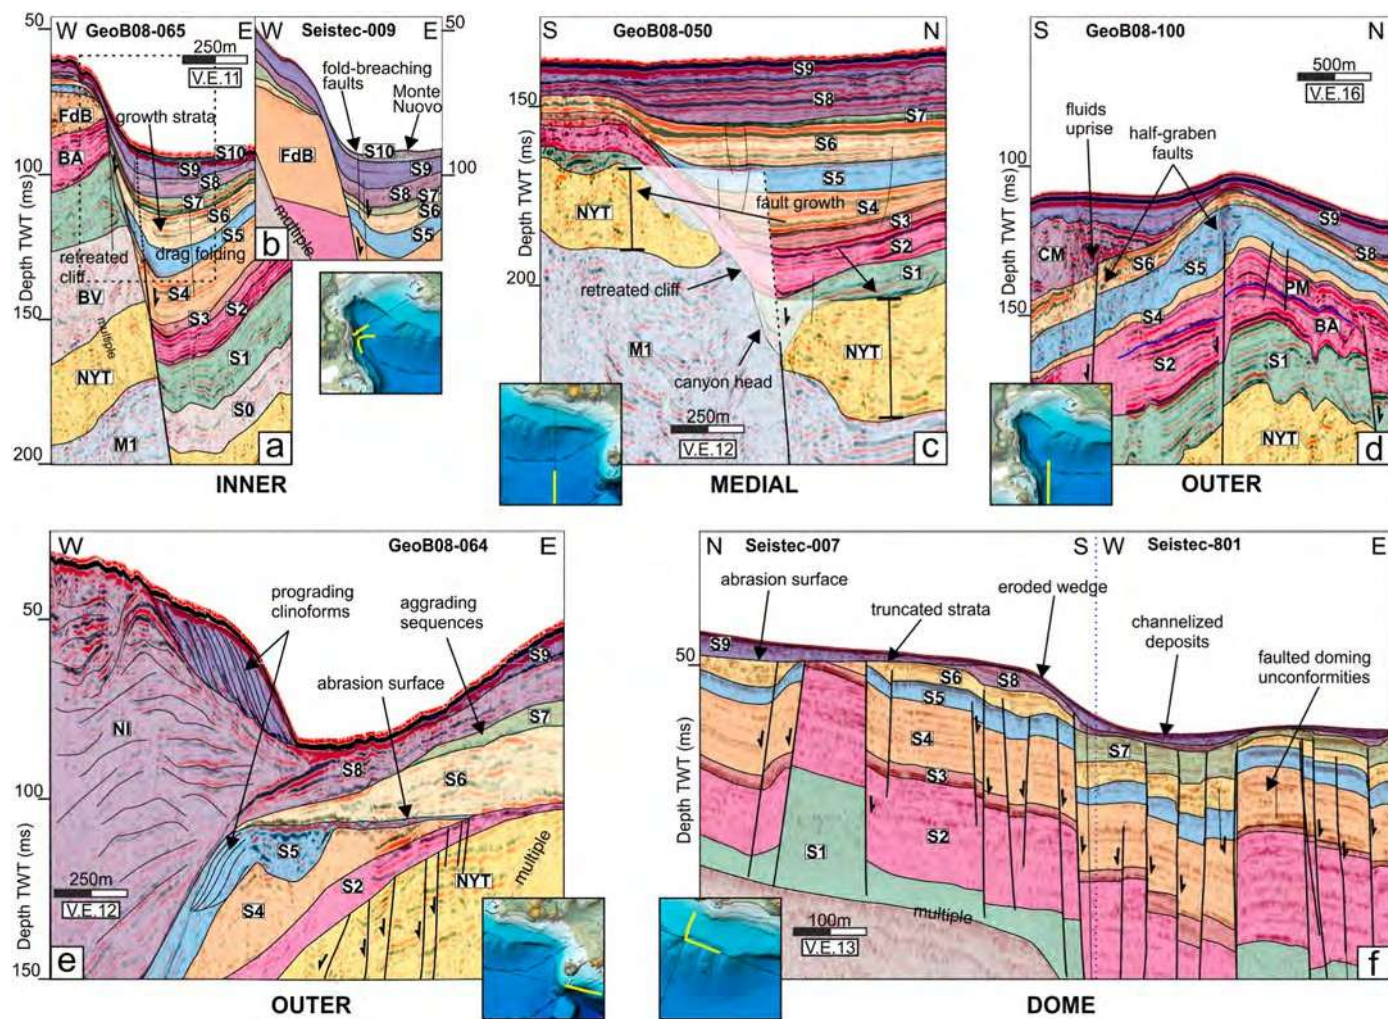 W GeoB08-065 E
50
250m
V.E.11
FdB
growth strata
BA
100
S10
S9
S8
S7
S6
S5
drag folding
retreated
cliff
S4
BV
150
S3
S2
multiple
S1
NYT
S0
M1
200
Depth TWT (ms)
a
INNER
W Seistec-009 E
50
fold-breaching
faults
Monte
Nuovo
FdB
S10
S9
100
S8
S7
S6
S5
multiple
b
S GeoB08-050 N
S9
S8
150
S7
S6
S5
fault growth
S4
NYT
S3
S2
200
retreated cliff
S1
M1
NYT
canyon head
250m
V.E.12
Depth TWT (ms)
c
MEDIAL
S GeoB08-100 N
500m
V.E.16
fluids
uprise
half-graben
faults
100
S9
CM
S6
S5
S8
PM
150
S4
BA
S2
S1
NYT
Depth TWT (ms)
d
OUTER
W GeoB08-064 E
prograding
clinoforms
aggrading
sequences
50
abrasion surface
S9
NI
S7
S8
S6
100
S5
multiple
250m
V.E.12
S2
NYT
S4
150
Depth TWT (ms)
e
OUTER
N Seistec-007 S
W Seistec-801 E
abrasion surface
truncated strata
eroded wedge
channelized
deposits
faulted doming
unconformities
S9
50
S6
S8
S5
S4
S7
S3
S2
S1
multiple
100m
V.E.13
Depth TWT (ms)
f
DOME